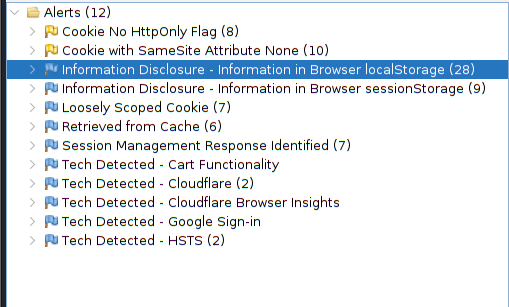 Alerts (12)
Cookie No HttpOnly Flag (8)
Cookie with SameSite Attribute None (10)
Information Disclosure - Information in Browser localStorage (28)
Information Disclosure - Information in Browser sessionStorage (9)
Loosely Scoped Cookie (7)
Retrieved from Cache (6)
Session Management Response Identified (7)
Tech Detected - Cart Functionality
Tech Detected - Cloudflare (2)
Tech Detected - Cloudflare Browser Insights
Tech Detected - Google Sign-in
Tech Detected - HSTS (2)